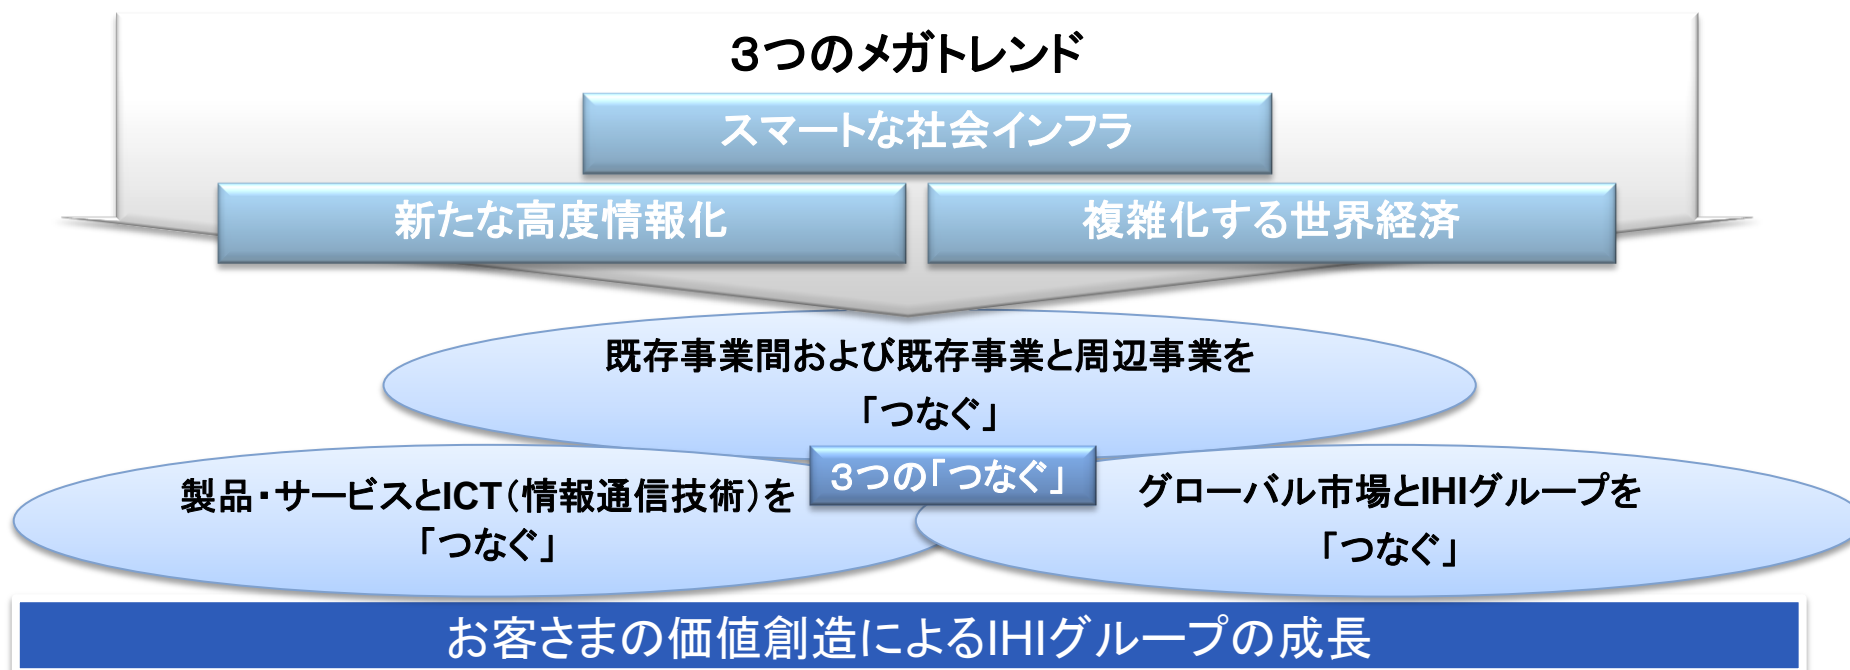 ３つのメガトレンド
スマートな社会インフラ
新たな高度情報化
複雑化する世界経済
既存事業間および既存事業と周辺事業を
「つなぐ」
３つの「つなぐ」
製品・サービスとICT（情報通信技術）を
「つなぐ」
グローバル市場とIHIグループを
「つなぐ」
お客さまの価値創造によるIHIグループの成長